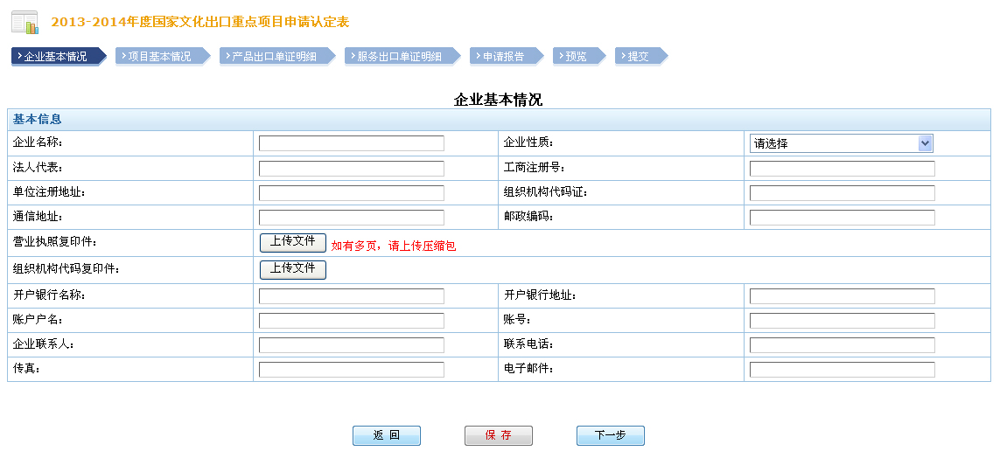 2013-2014年度国家文化出口重点项目申请认定表
企业基本情况 项目基本情况 产品出口单证明细 服务出口单证明细 申请报告 预览 提交
企业基本情况
基本信息
企业名称: 企业性质: 请选择
法人代表: 工商注册号:
单位注册地址: 组织机构代码证:
通信地址: 邮政编码:
营业执照复印件: 上传文件 如有多页，请上传压缩包
组织机构代码复印件: 上传文件
开户银行名称: 开户银行地址:
账户户名: 账号:
企业联系人: 联系电话:
传真: 电子邮件:
返 回 保 存 下一步